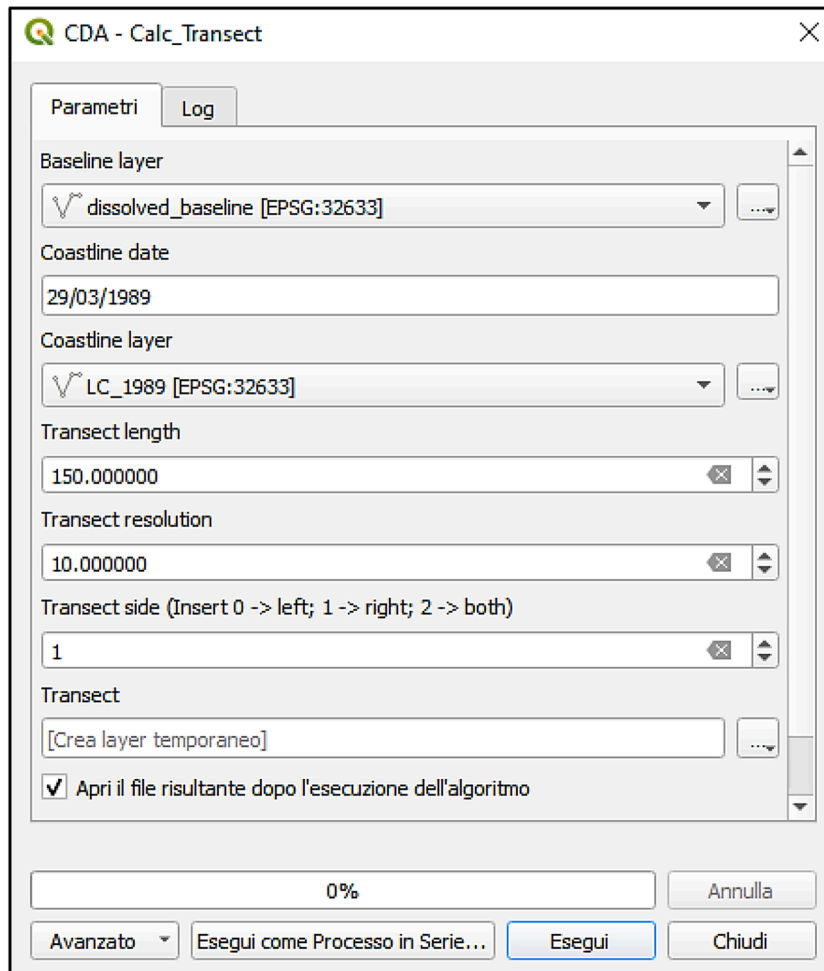 CDA - Calc_Transect
Parametri
Log
Baseline layer
dissolved_baseline [EPSG:32633]
...
Coastline date
29/03/1989
Coastline layer
LC_1989 [EPSG:32633]
...
Transect length
150.000000
Transect resolution
10.000000
Transect side (Insert 0 -> left; 1 -> right; 2 -> both)
1
Transect
[Crea layer temporaneo]
...
Apri il file risultante dopo l'esecuzione dell'algoritmo
0%
Annulla
Avanzato
Esegui come Processo in Serie...
Esegui
Chiudi